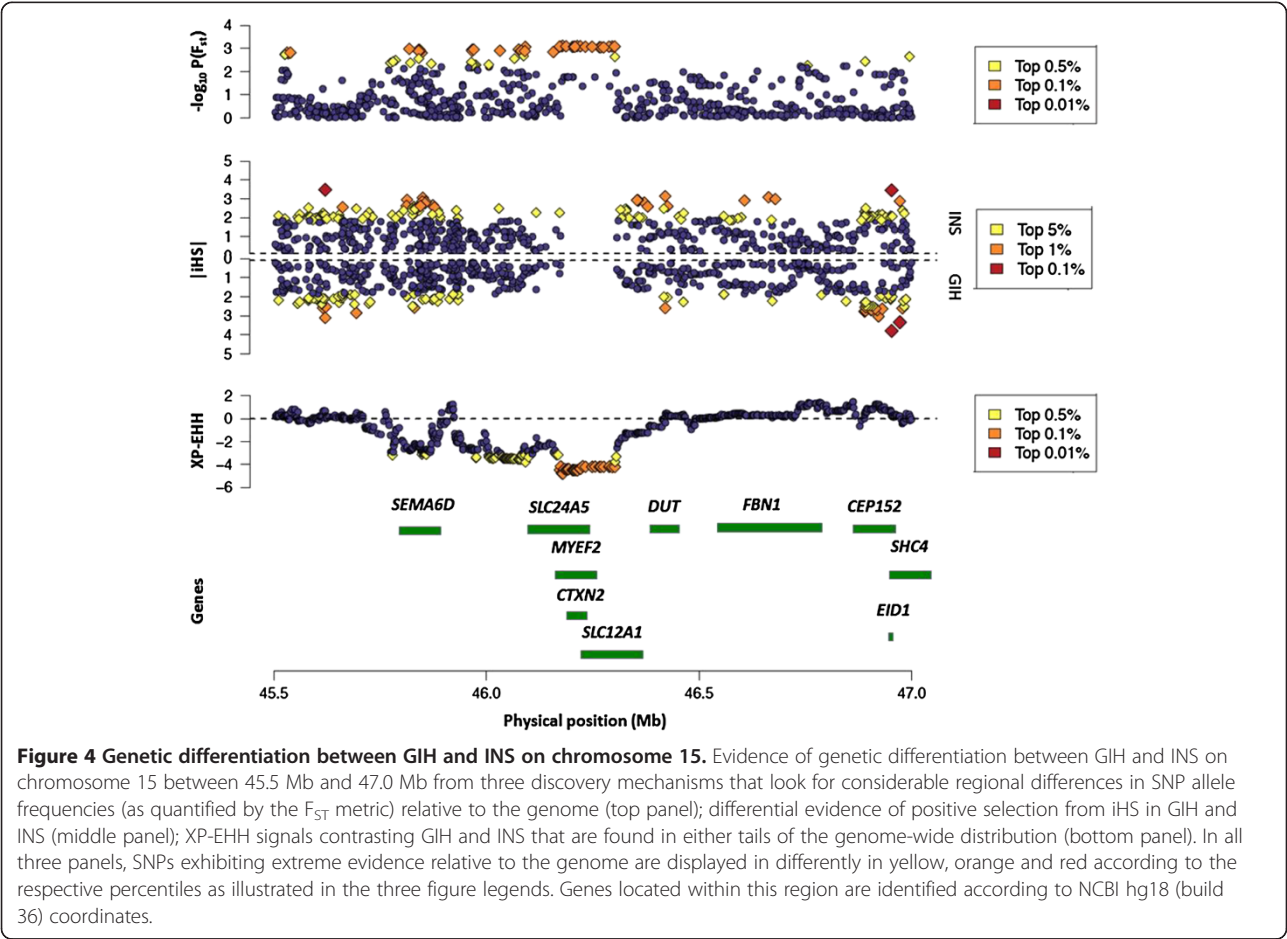 -log₁₀ P(Fₛₜ)
4
3
2
1
0
Top 0.5%
Top 0.1%
Top 0.01%
|iHS|
5
4
3
2
1
0
1
2
3
4
5
INS
GIH
Top 5%
Top 1%
Top 0.1%
XP-EHH
2
0
−2
−4
−6
Top 0.5%
Top 0.1%
Top 0.01%
Genes
SEMA6D SLC24A5 DUT FBN1 CEP152
MYEF2 SHC4
CTXN2 EID1
SLC12A1
45.5 46.0 46.5 47.0
Physical position (Mb)
Figure 4 Genetic differentiation between GIH and INS on chromosome 15. Evidence of genetic differentiation between GIH and INS on
chromosome 15 between 45.5 Mb and 47.0 Mb from three discovery mechanisms that look for considerable regional differences in SNP allele
frequencies (as quantified by the F_ST metric) relative to the genome (top panel); differential evidence of positive selection from iHS in GIH and
INS (middle panel); XP-EHH signals contrasting GIH and INS that are found in either tails of the genome-wide distribution (bottom panel). In all
three panels, SNPs exhibiting extreme evidence relative to the genome are displayed in differently in yellow, orange and red according to the
respective percentiles as illustrated in the three figure legends. Genes located within this region are identified according to NCBI hg18 (build
36) coordinates.